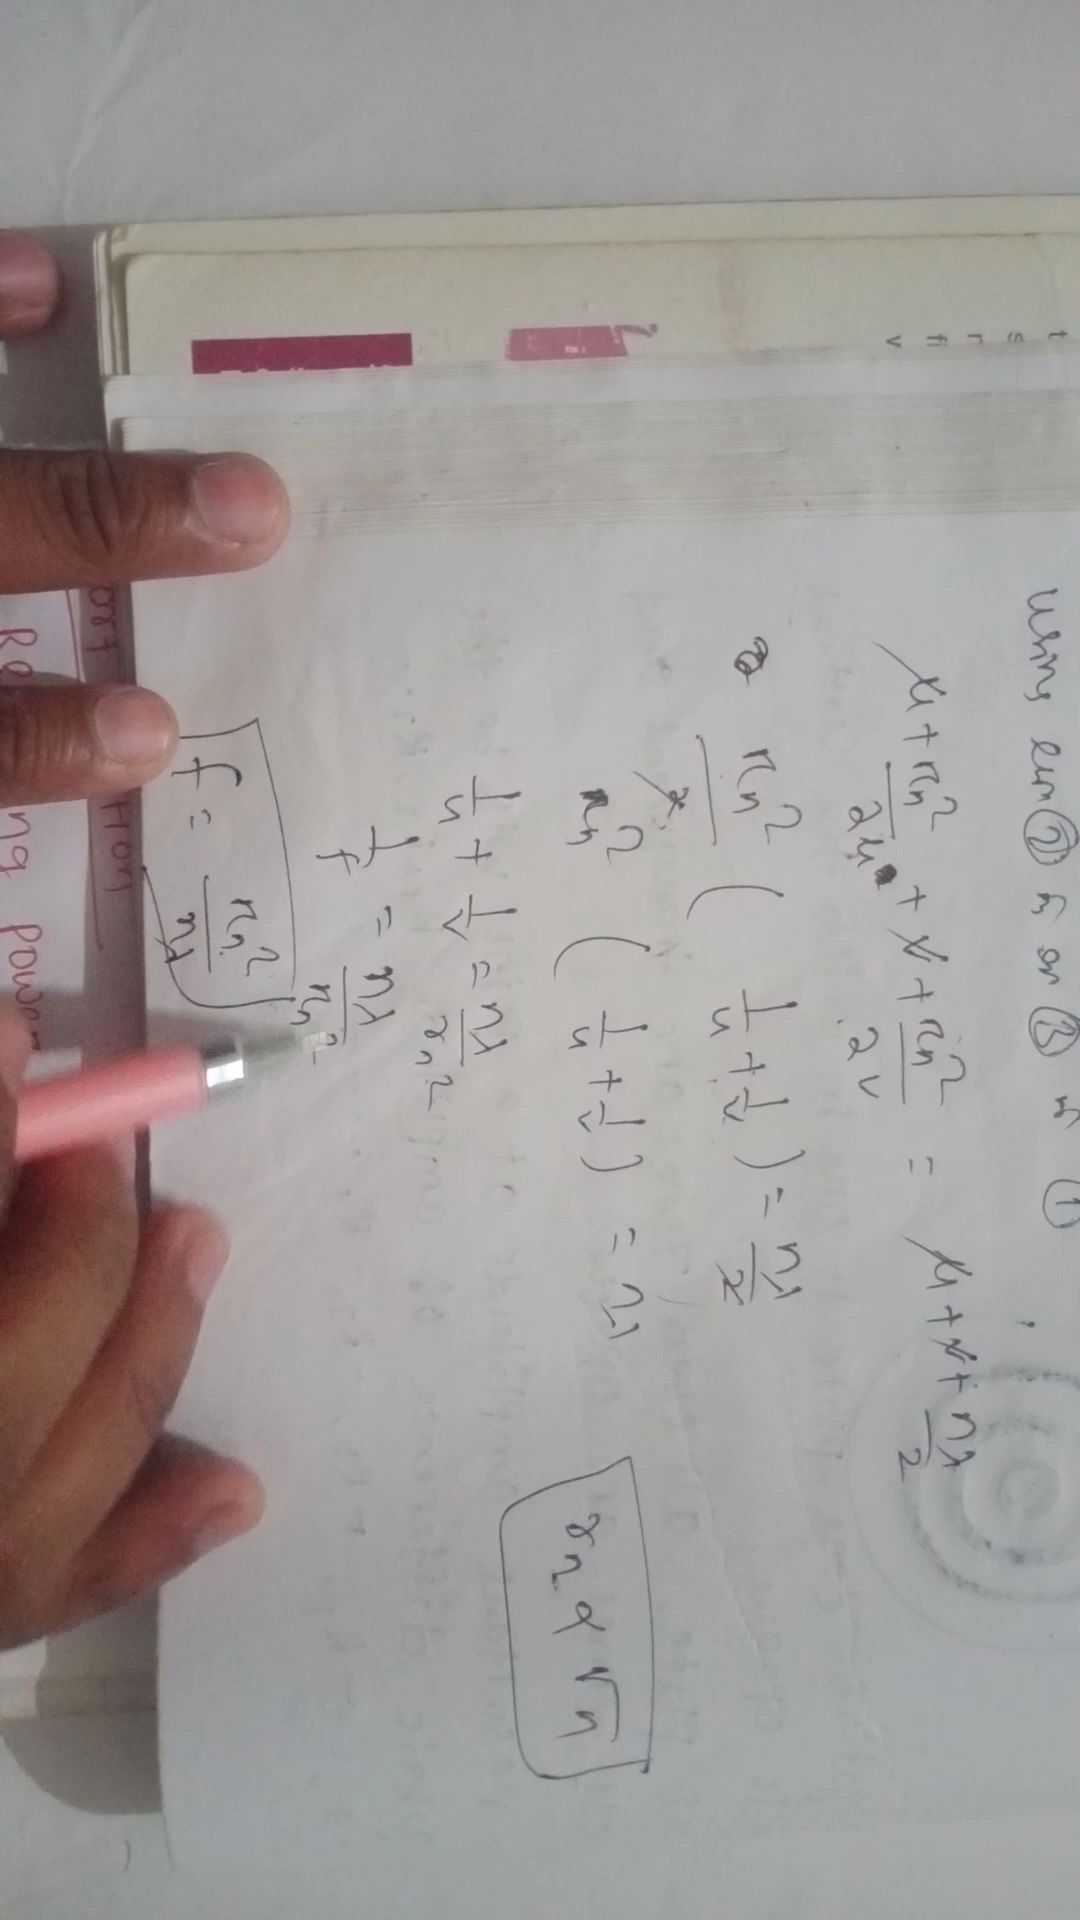 using eqn ② & on ③ in ①
u + rn²/2u + v + rn²/2v = u + v + nλ/2
rn²/2 ( 1/u + 1/v ) = nλ/2
rn² ( 1/u + 1/v ) = nλ
rn ∝ √n
1/u + 1/v = nλ/rn²
1/f = nλ/rn²
f = rn²/nλ